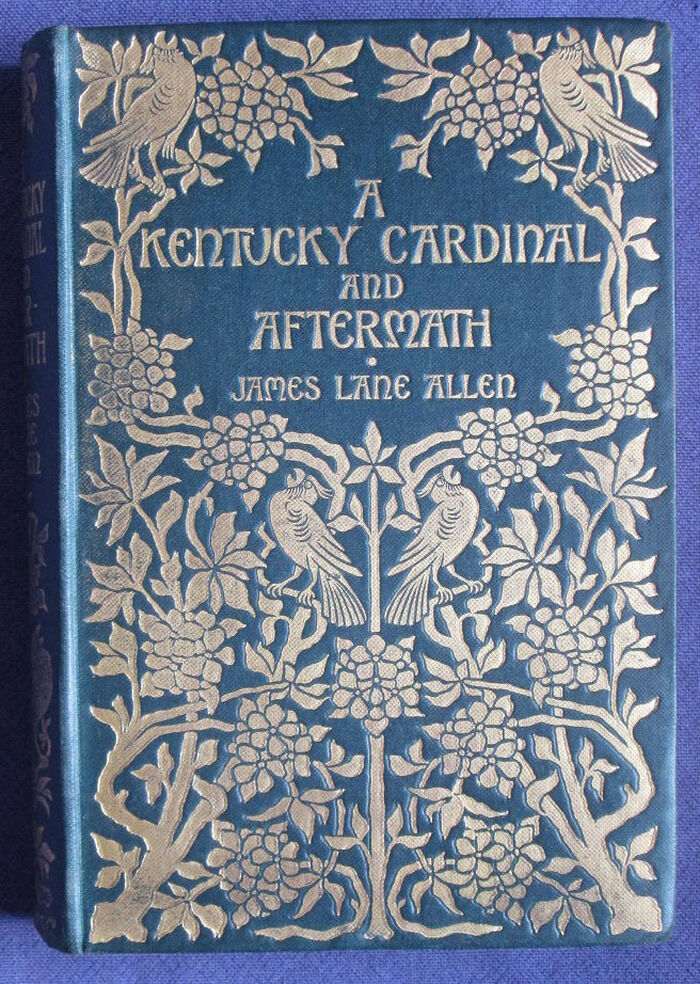 A
KENTUCKY CARDINAL
AND
AFTERMATH
JAMES LANE ALLEN